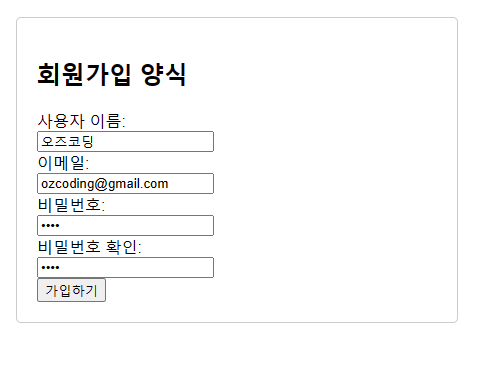 회원가입 양식
사용자 이름:
오즈코딩
이메일:
ozcoding@gmail.com
비밀번호:
••••
비밀번호 확인:
••••
가입하기